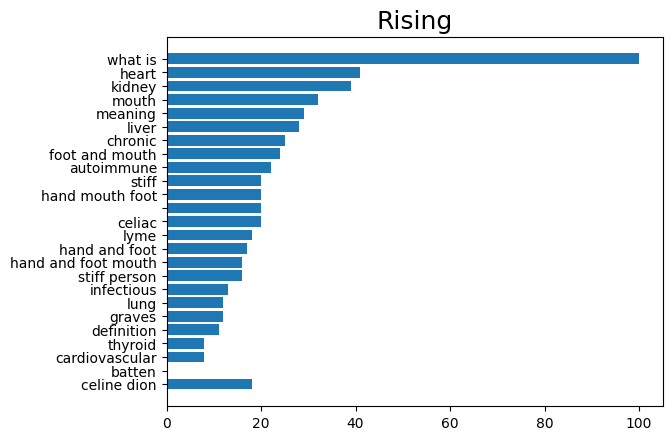 Rising
what is
heart
kidney
mouth
meaning
liver
chronic
foot and mouth
autoimmune
stiff
hand mouth foot
celiac
lyme
hand and foot
hand and foot mouth
stiff person
infectious
lung
graves
definition
thyroid
cardiovascular
batten
celine dion
0 20 40 60 80 100